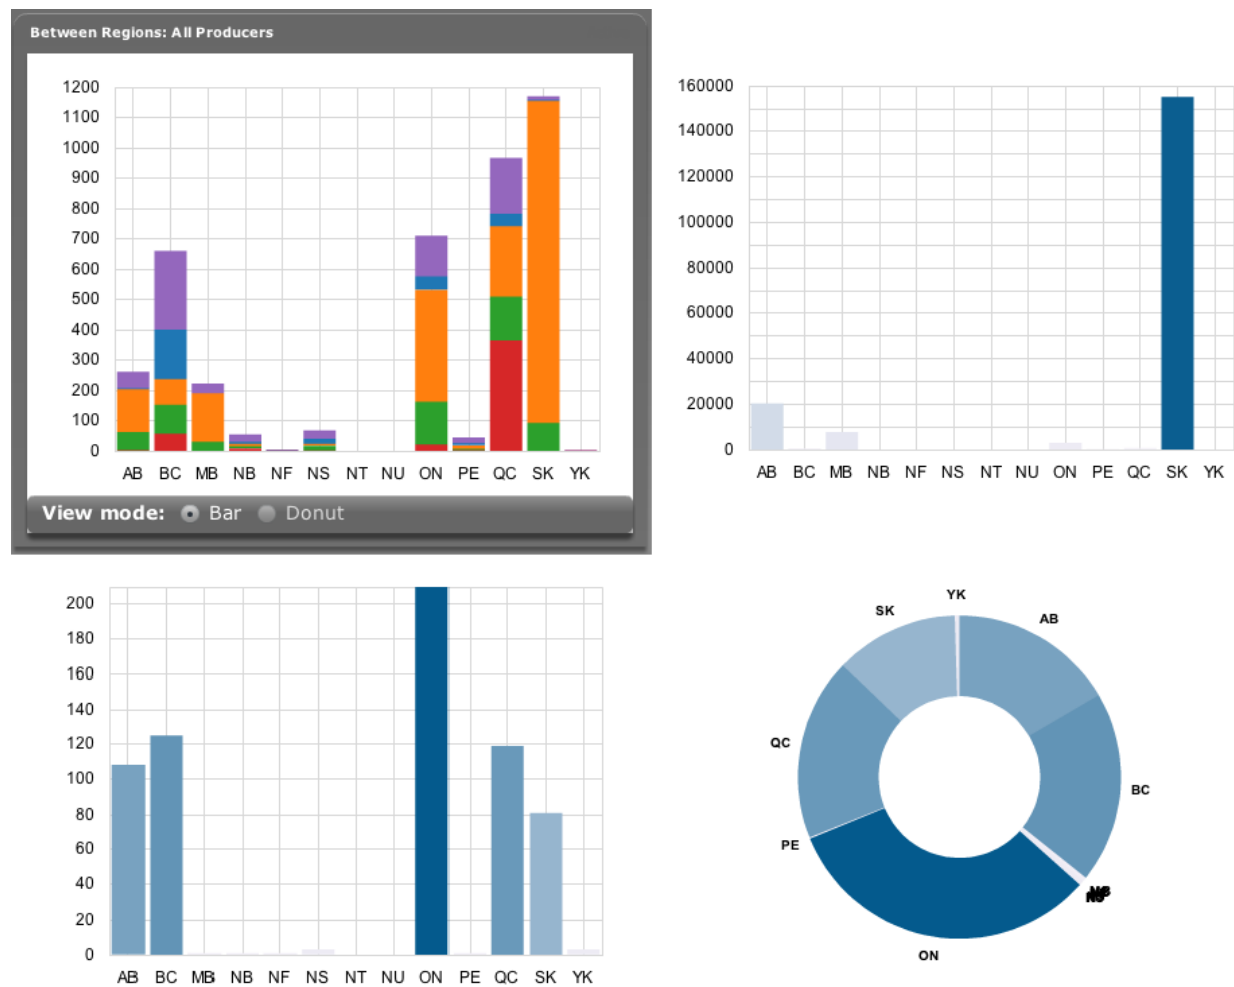 Between Regions: All Producers
1200
1100
1000
900
800
700
600
500
400
300
200
100
0
AB BC MB NB NF NS NT NU ON PE QC SK YK
View mode: Bar Donut
160000
140000
120000
100000
80000
60000
40000
20000
0
AB BC MB NB NF NS NT NU ON PE QC SK YK
200
180
160
140
120
100
80
60
40
20
0
AB BC NB NF NS NT NU ON PE QC SK YK
YK
SK
AB
QC
BC
PE
ON